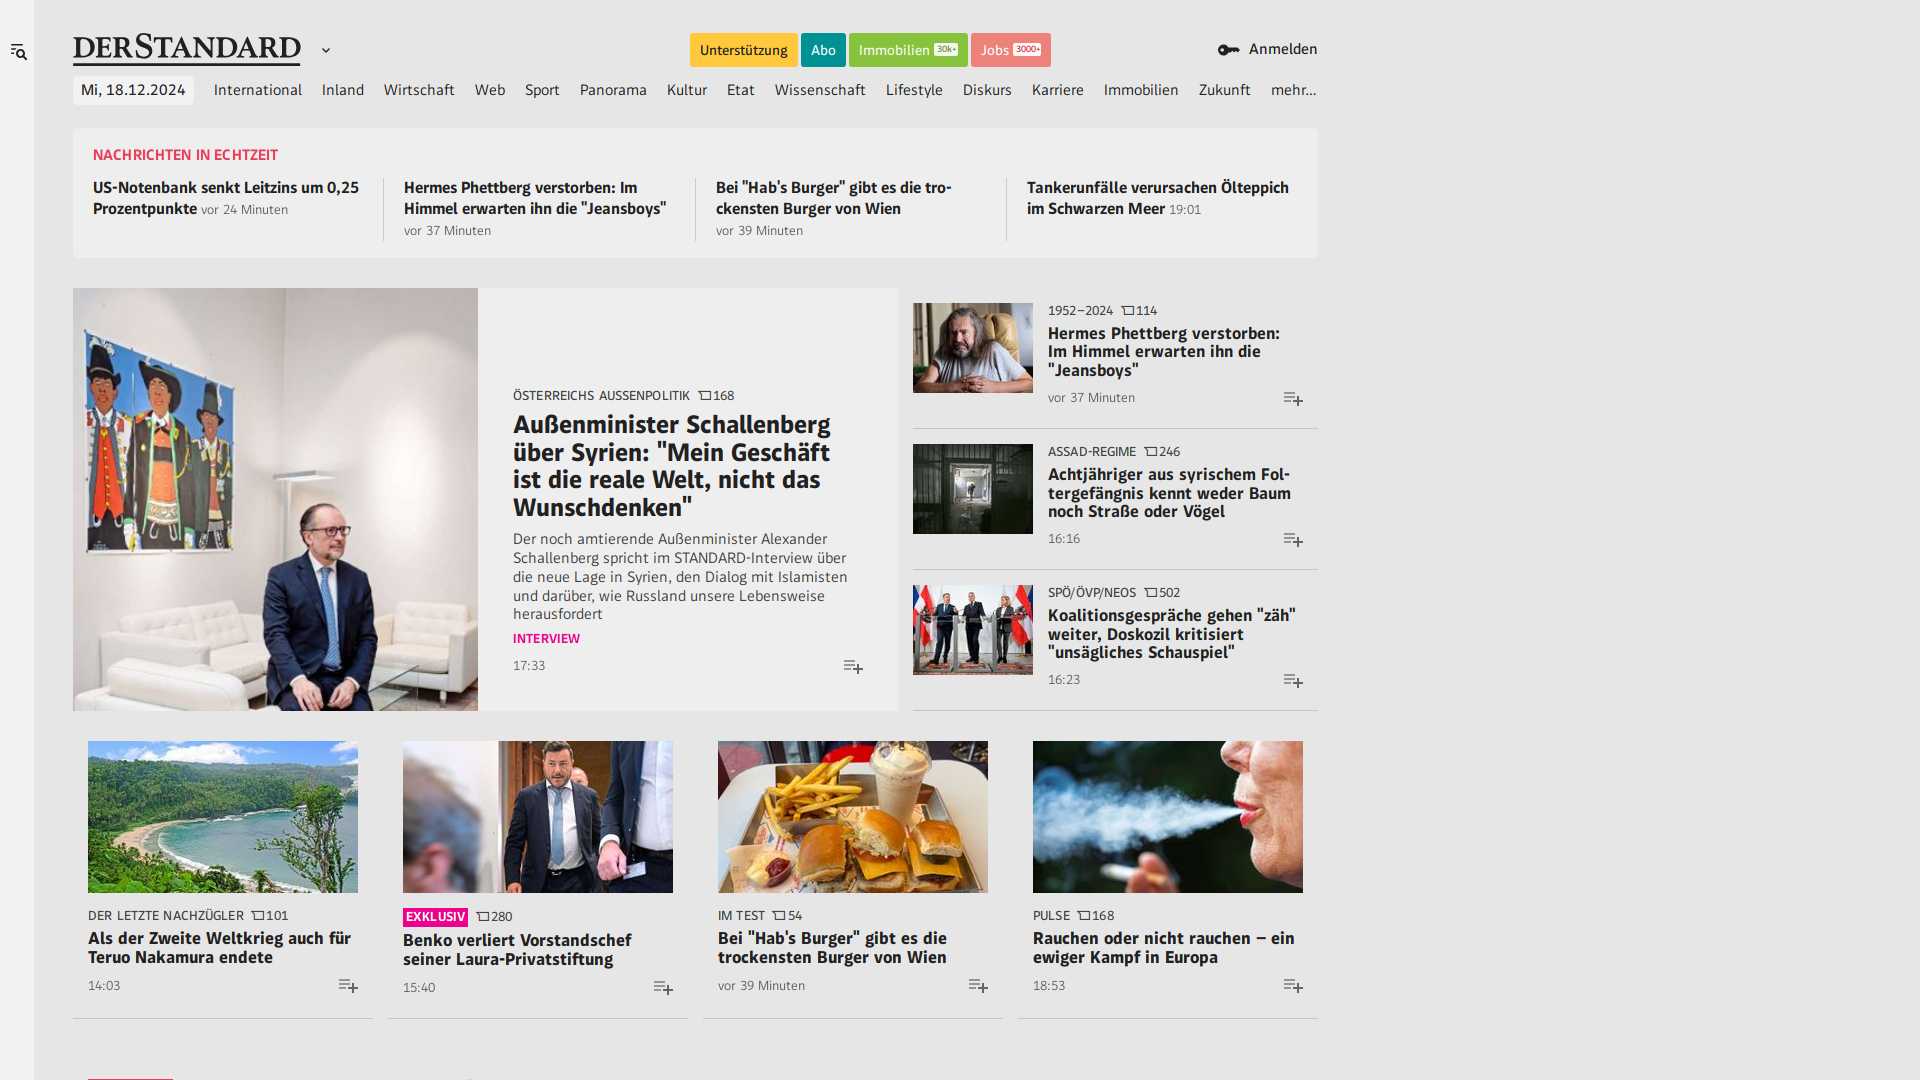 DERSTANDARD
Unterstützung
Abo
Immobilien 30k+
Jobs 3000+
Anmelden
Mi, 18.12.2024
International
Inland
Wirtschaft
Web
Sport
Panorama
Kultur
Etat
Wissenschaft
Lifestyle
Diskurs
Karriere
Immobilien
Zukunft
mehr...
NACHRICHTEN IN ECHTZEIT
US-Notenbank senkt Leitzins um 0,25
Prozentpunkte vor 24 Minuten
Hermes Phettberg verstorben: Im
Himmel erwarten ihn die "Jeansboys"
vor 37 Minuten
Bei "Hab's Burger" gibt es die tro-
ckensten Burger von Wien
vor 39 Minuten
Tankerunfälle verursachen Ölteppich
im Schwarzen Meer 19:01
ÖSTERREICHS AUSSENPOLITIK 168
Außenminister Schallenberg
über Syrien: "Mein Geschäft
ist die reale Welt, nicht das
Wunschdenken"
Der noch amtierende Außenminister Alexander
Schallenberg spricht im STANDARD-Interview über
die neue Lage in Syrien, den Dialog mit Islamisten
und darüber, wie Russland unsere Lebensweise
herausfordert
INTERVIEW
17:33
1952–2024 114
Hermes Phettberg verstorben:
Im Himmel erwarten ihn die
"Jeansboys"
vor 37 Minuten
ASSAD-REGIME 246
Achtjähriger aus syrischem Fol-
tergefängnis kennt weder Baum
noch Straße oder Vögel
16:16
SPÖ/ÖVP/NEOS 502
Koalitionsgespräche gehen "zäh"
weiter, Doskozil kritisiert
"unsägliches Schauspiel"
16:23
DER LETZTE NACHZÜGLER 101
Als der Zweite Weltkrieg auch für
Teruo Nakamura endete
14:03
EXKLUSIV 280
Benko verliert Vorstandschef
seiner Laura-Privatstiftung
15:40
IM TEST 54
Bei "Hab's Burger" gibt es die
trockensten Burger von Wien
vor 39 Minuten
PULSE 168
Rauchen oder nicht rauchen – ein
ewiger Kampf in Europa
18:53